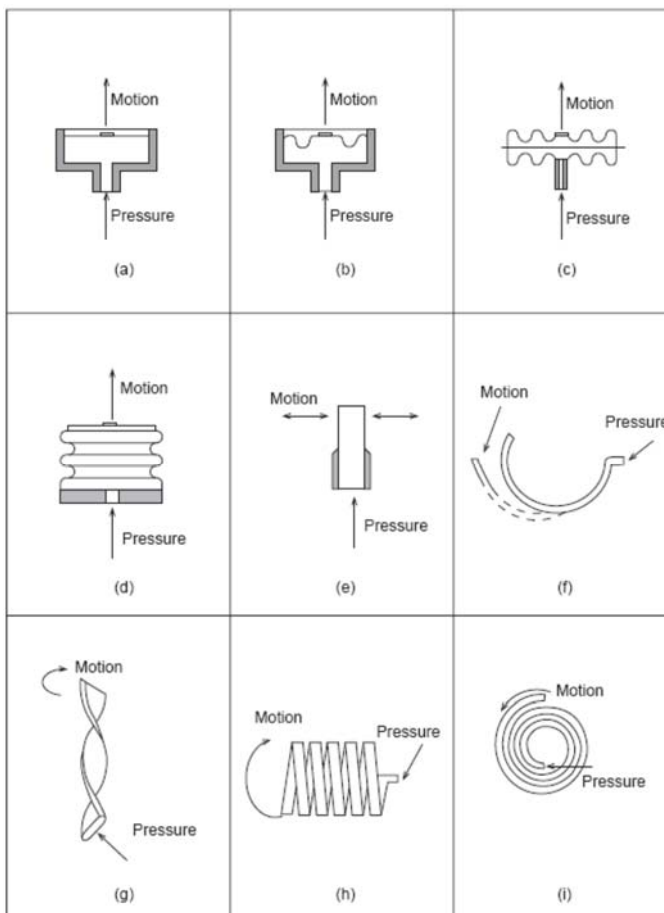 Motion
Pressure
(a)
Motion
Pressure
(b)
Motion
Pressure
(c)
Motion
Pressure
(d)
Motion
Pressure
(e)
Motion
Pressure
(f)
Motion
Pressure
(g)
Motion
Pressure
(h)
Motion
Pressure
(i)